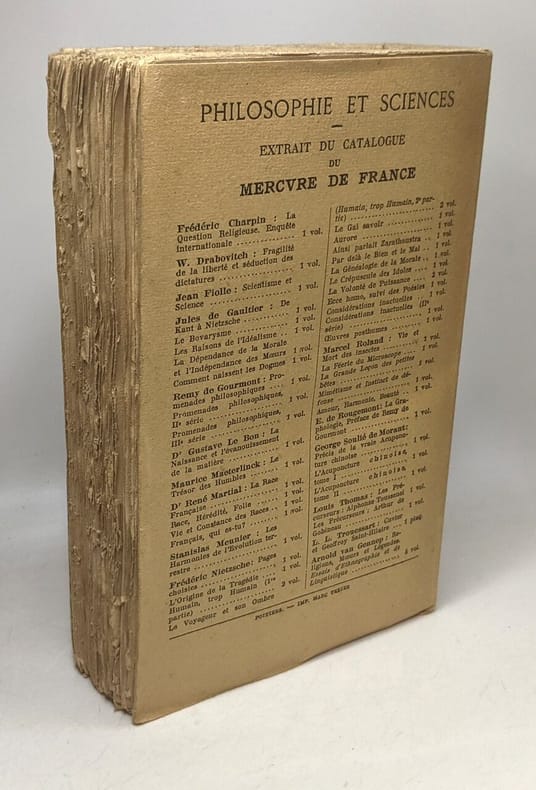 PHILOSOPHIE ET SCIENCES
EXTRAIT DU CATALOGUE
DU
MERCVRE DE FRANCE
Frédéric Charpin : La
Question Religieuse. Enquête
internationale ............... 1 vol.
W. Drabovitch : Fragilité
de la liberté et séduction des
dictatures ............... 1 vol.
Jean Fiolle : Scientisme et
Science ............... 1 vol.
Jules de Gaultier : De
Kant à Nietzsche ........ 1 vol.
Le Bovarysme ............ 1 vol.
Les Raisons de l'Idéalisme .. 1 vol.
La Dépendance de la Morale
et l'Indépendance des Mœurs 1 vol.
Comment naissent les Dogmes 1 vol.
Remy de Gourmont : Pro-
menades philosophiques .... 1 vol.
Promenades philosophiques,
IIe série ............... 1 vol.
Promenades philosophiques,
IIIe série ............... 1 vol.
Dr Gustave Le Bon : La
Naissance et l'évanouissement
de la matière ............ 1 vol.
Maurice Maeterlinck : Le
Trésor des Humbles ...... 1 vol.
Dr René Martial : La Race
Française ............... 1 vol.
Race, Hérédité, Folie ...... 1 vol.
Vie et Constance des Races.. 1 vol.
Français, qui es-tu? ...... 1 vol.
Stanislas Meunier : Les
Harmonies de l'Evolution ter-
restre ............... 1 vol.
Frédéric Nietzsche : Pages
choisies ............... 1 vol.
L'Origine de la Tragédie ... 1 vol.
Humain, trop Humain (1re
partie) ............... 2 vol.
Le Voyageur et son Ombre
(Humain, trop Humain, 2e par-
tie) ............... 2 vol.
Le Gai savoir ............ 1 vol.
Aurore ............... 1 vol.
Ainsi parlait Zarathoustra .. 1 vol.
Par delà le Bien et le Mal .. 1 vol.
La Généalogie de la Morale .. 1 vol.
Le Crépuscule des Idoles .... 1 vol.
La Volonté de Puissance ... 2 vol.
Ecce homo, suivi des Poésies 1 vol.
Considérations inactuelles .. 1 vol.
Considérations inactuelles (IIe
série) ............... 1 vol.
Œuvres posthumes ........ 1 vol.
Marcel Roland : Vie et
Mort des insectes ........ 1 vol.
La Féerie du Microscope ... 1 vol.
La Grande Leçon des petites
bêtes ............... 1 vol.
Mimétisme et Instinct de dé-
fense ............... 1 vol.
Amour, Harmonie, Beauté .. 1 vol.
E. de Rougemont : La Gra-
phologie, Préface de Remy de
Gourmont ............... 1 vol.
George Soulié de Morant :
Précis de la vraie Acuponc-
ture chinoise ............ 1 vol.
L'Acuponcture chinoise,
tome I ............... 1 vol.
L'Acuponcture chinoise,
tome II ............... 1 vol.
Louis Thomas : Les Pré-
curseurs : Alphonse Toussenel 1 vol.
Les Précurseurs : Arthur de
Gobineau ............... 1 vol.
Cuvier
et Geoffroy Saint-Hilaire ... 1 plaq.
Arnold van Gennep : Re-
ligions, Mœurs et Légendes.
Essais d'Ethnographie et de
Linguistique ............ 5 vol.
POITIERS. — IMP. MARC TEXIER